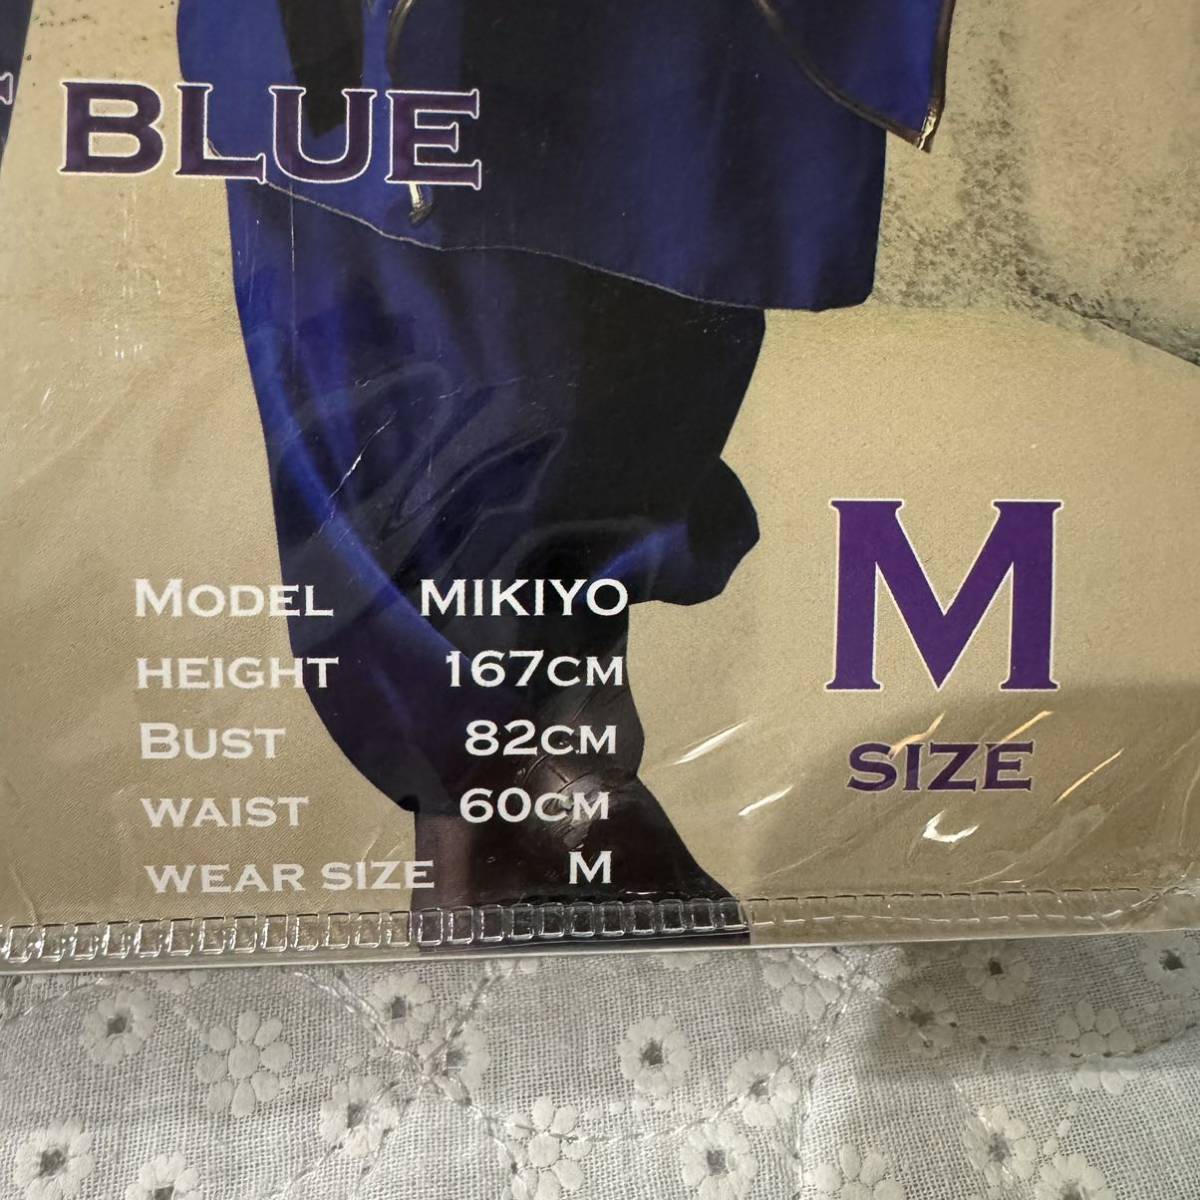 BLUE
MODEL MIKIYO
HEIGHT 167CM
BUST 82CM
WAIST 60CM
WEAR SIZE M
M
SIZE